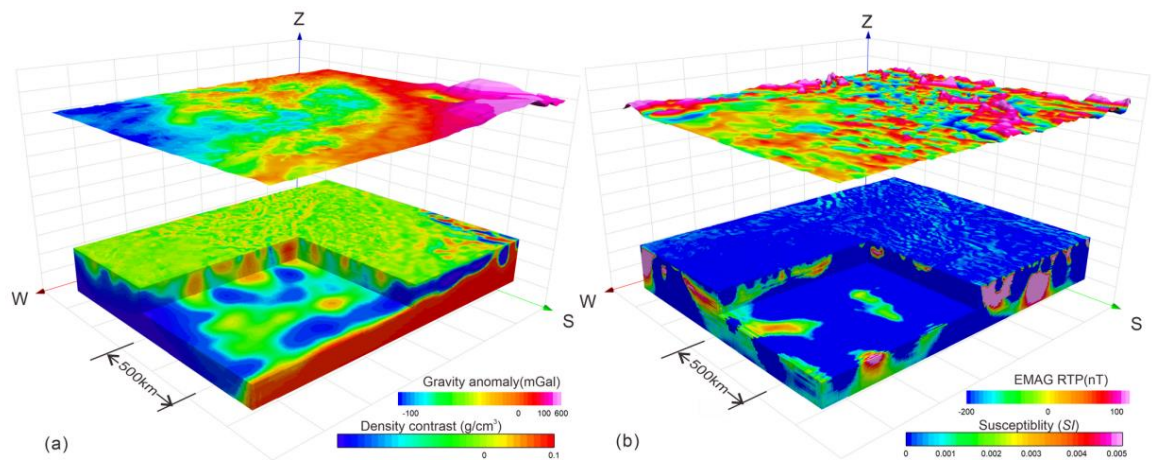 Z
W
S
500km
Gravity anomaly(mGal)
-100 0 100 600
Density contrast (g/cm³)
0 0.1
(a)
Z
W
S
500km
EMAG RTP(nT)
-200 0 100
Susceptiblity (SI)
0 0.001 0.002 0.003 0.004 0.005
(b)